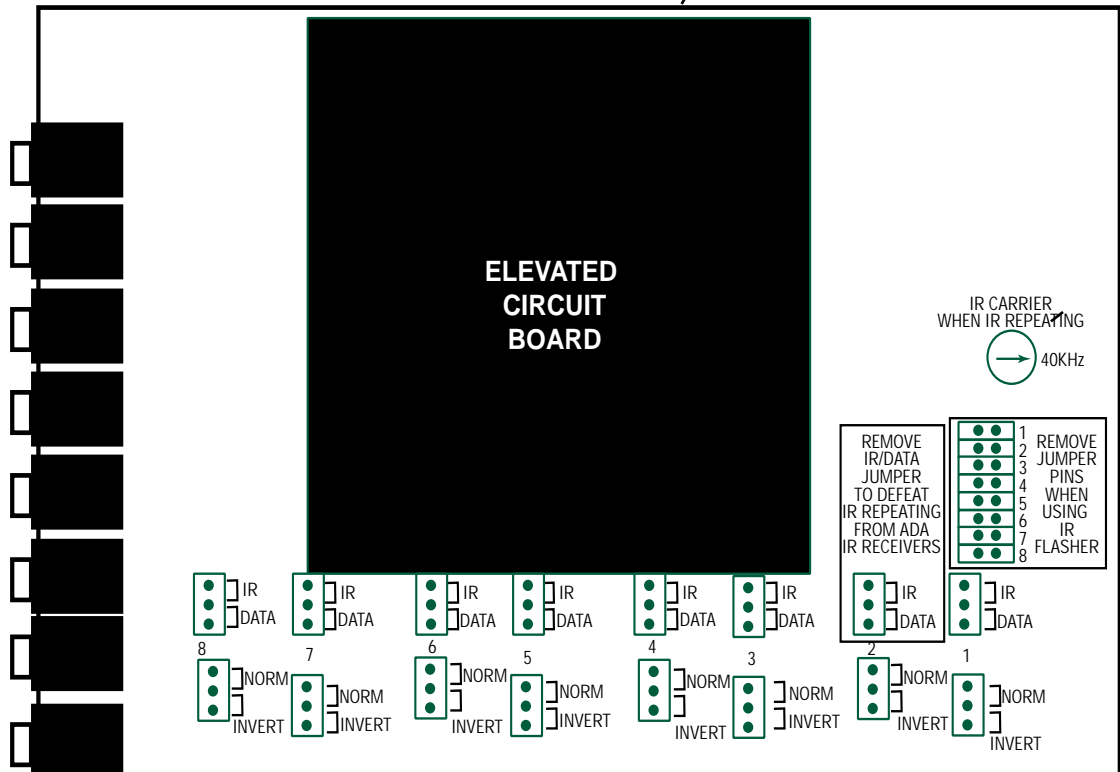 ELEVATED
CIRCUIT
BOARD
IR CARRIER
WHEN IR REPEATING
40KHz
REMOVE
IR/DATA
JUMPER
TO DEFEAT
IR REPEATING
FROM ADA
IR RECEIVERS
1
2
3
4
5
6
7
8
REMOVE
JUMPER
PINS
WHEN
USING
IR
FLASHER
IR
DATA
IR
DATA
IR
DATA
IR
DATA
IR
DATA
IR
DATA
IR
DATA
IR
DATA
8
7
6
5
4
3
2
1
NORM
INVERT
NORM
INVERT
NORM
INVERT
NORM
INVERT
NORM
INVERT
NORM
INVERT
NORM
INVERT
NORM
INVERT